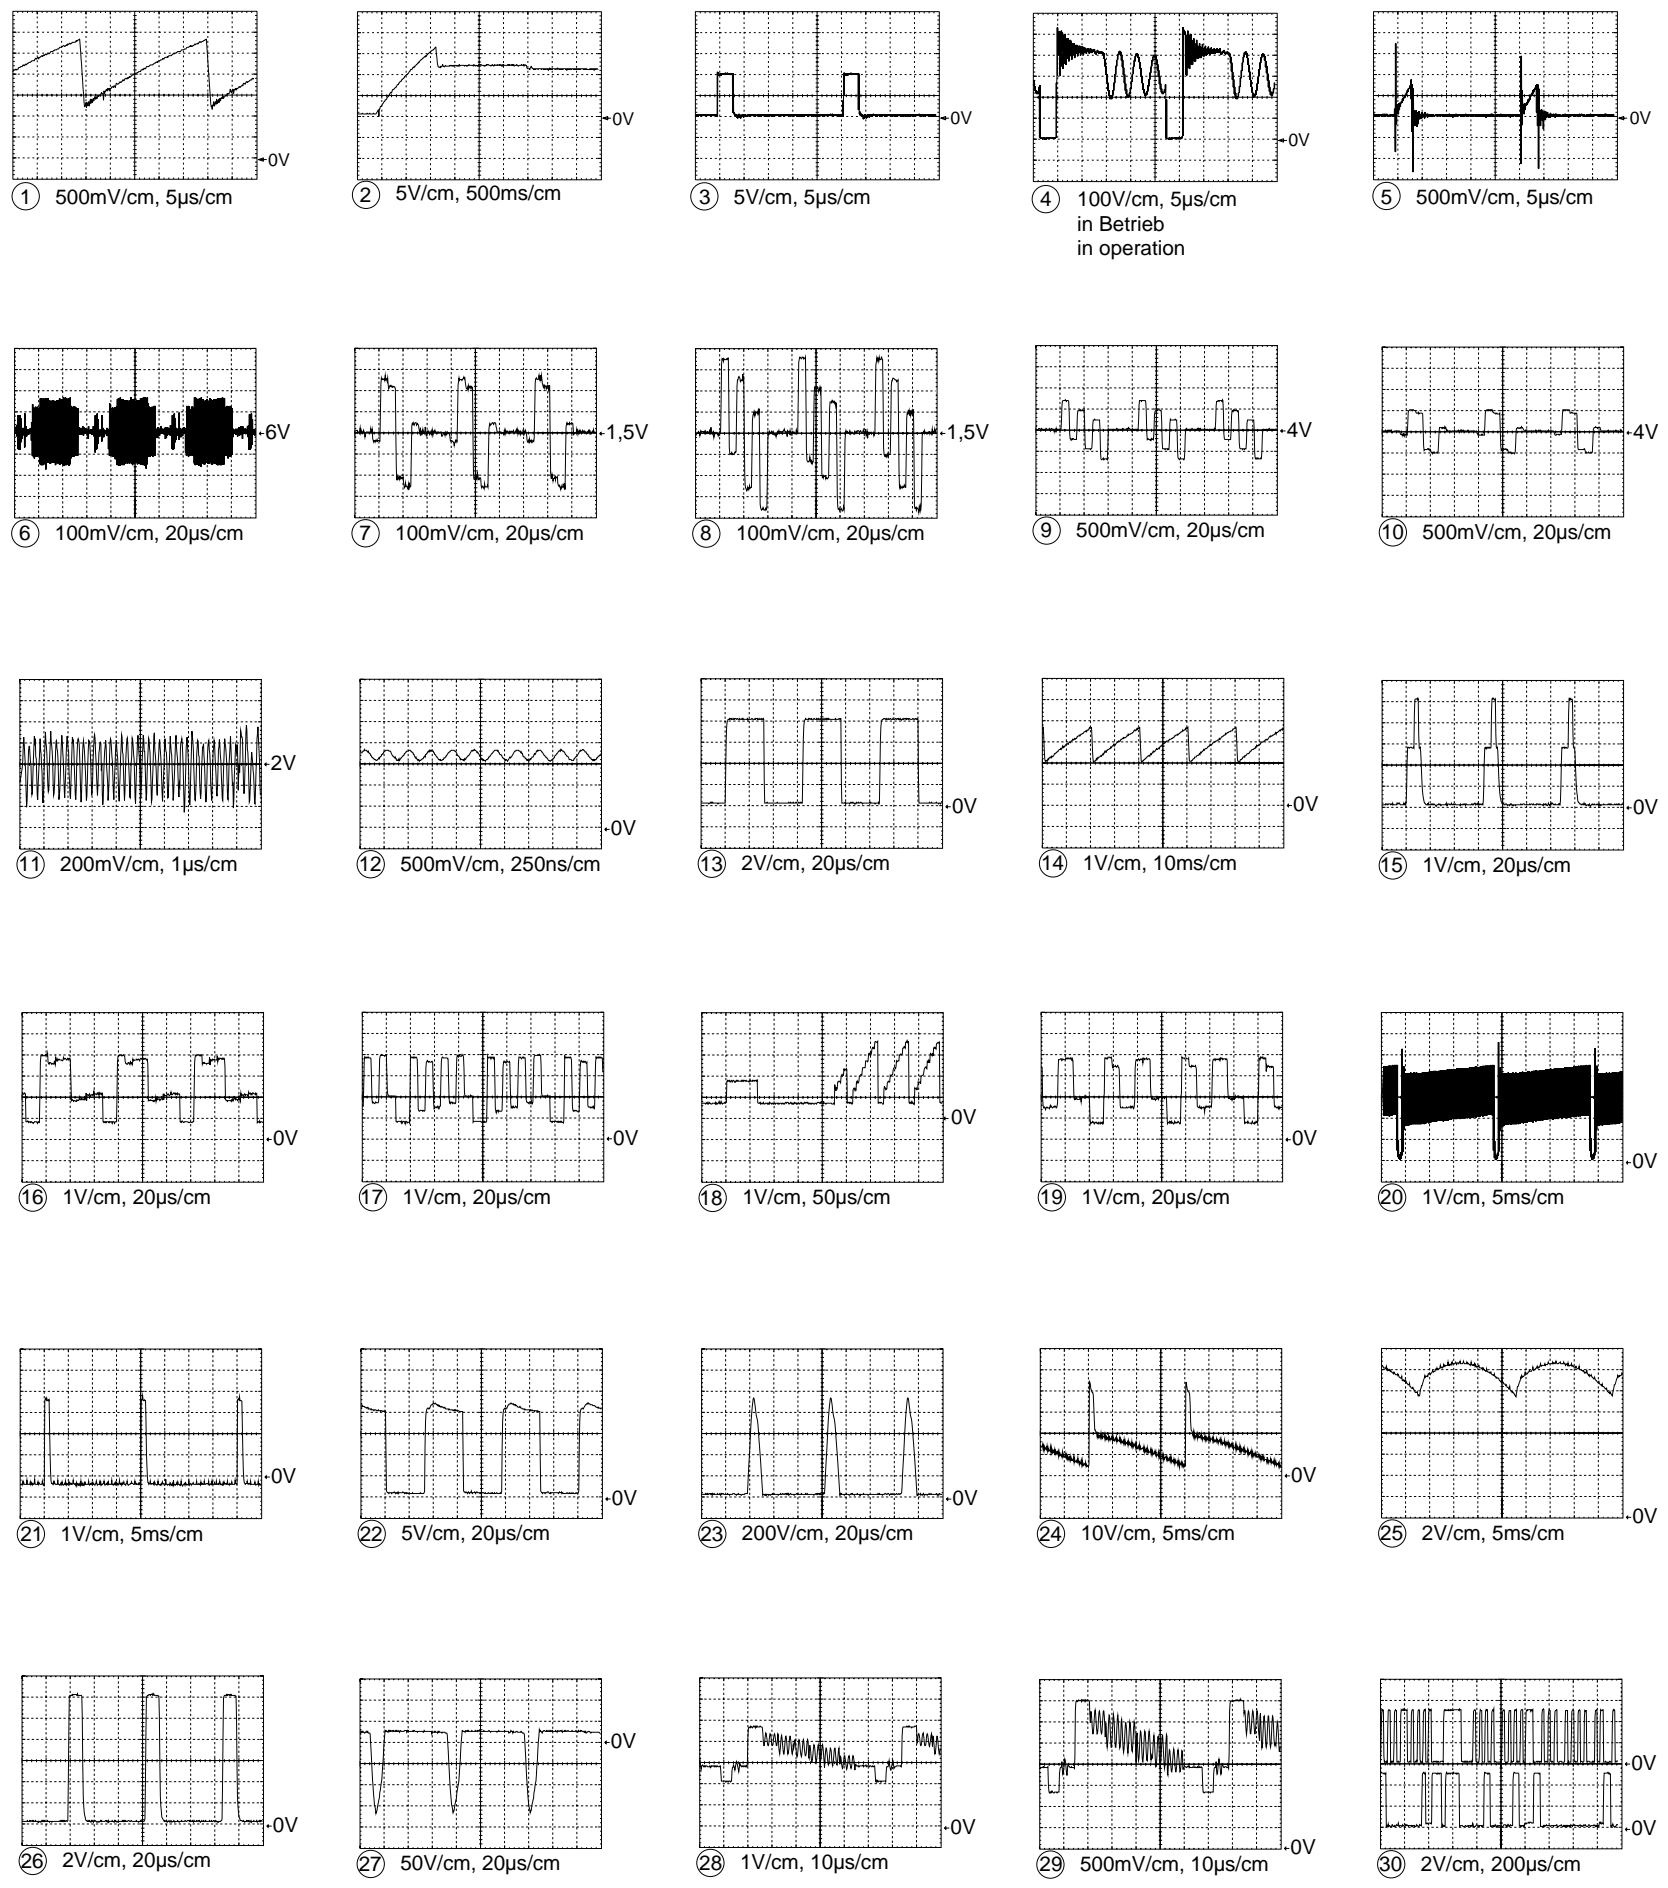 ←0V
1 500mV/cm, 5µs/cm
←0V
2 5V/cm, 500ms/cm
←0V
3 5V/cm, 5µs/cm
←0V
4 100V/cm, 5µs/cm
in Betrieb
in operation
←0V
5 500mV/cm, 5µs/cm
←6V
6 100mV/cm, 20µs/cm
←1,5V
7 100mV/cm, 20µs/cm
←1,5V
8 100mV/cm, 20µs/cm
←4V
9 500mV/cm, 20µs/cm
←4V
10 500mV/cm, 20µs/cm
←2V
11 200mV/cm, 1µs/cm
←0V
12 500mV/cm, 250ns/cm
←0V
13 2V/cm, 20µs/cm
←0V
14 1V/cm, 10ms/cm
←0V
15 1V/cm, 20µs/cm
←0V
16 1V/cm, 20µs/cm
←0V
17 1V/cm, 20µs/cm
←0V
18 1V/cm, 50µs/cm
←0V
19 1V/cm, 20µs/cm
←0V
20 1V/cm, 5ms/cm
←0V
21 1V/cm, 5ms/cm
←0V
22 5V/cm, 20µs/cm
←0V
23 200V/cm, 20µs/cm
←0V
24 10V/cm, 5ms/cm
←0V
25 2V/cm, 5ms/cm
←0V
26 2V/cm, 20µs/cm
←0V
27 50V/cm, 20µs/cm
←0V
28 1V/cm, 10µs/cm
←0V
29 500mV/cm, 10µs/cm
←0V
←0V
30 2V/cm, 200µs/cm